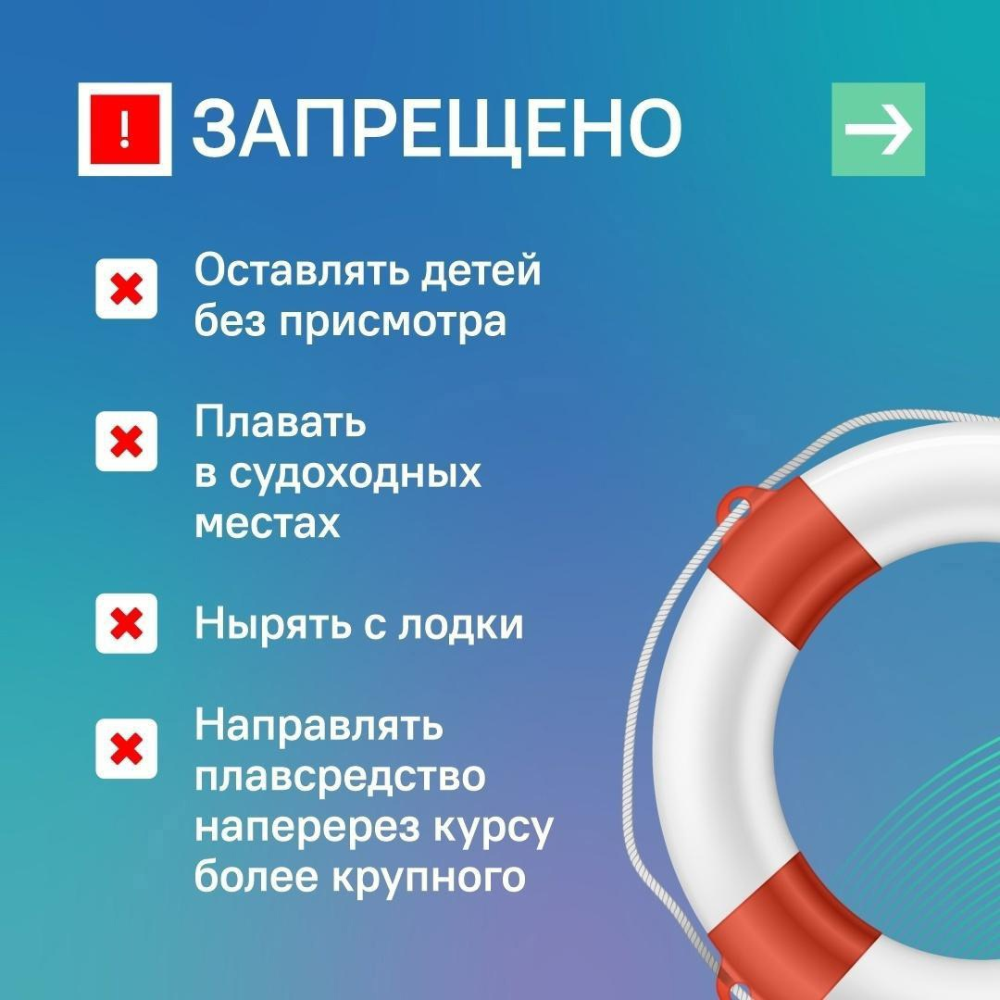 ! ЗАПРЕЩЕНО
Оставлять детей
без присмотра
Плавать
в судоходных
местах
Нырять с лодки
Направлять
плавсредство
наперерез курсу
более крупного